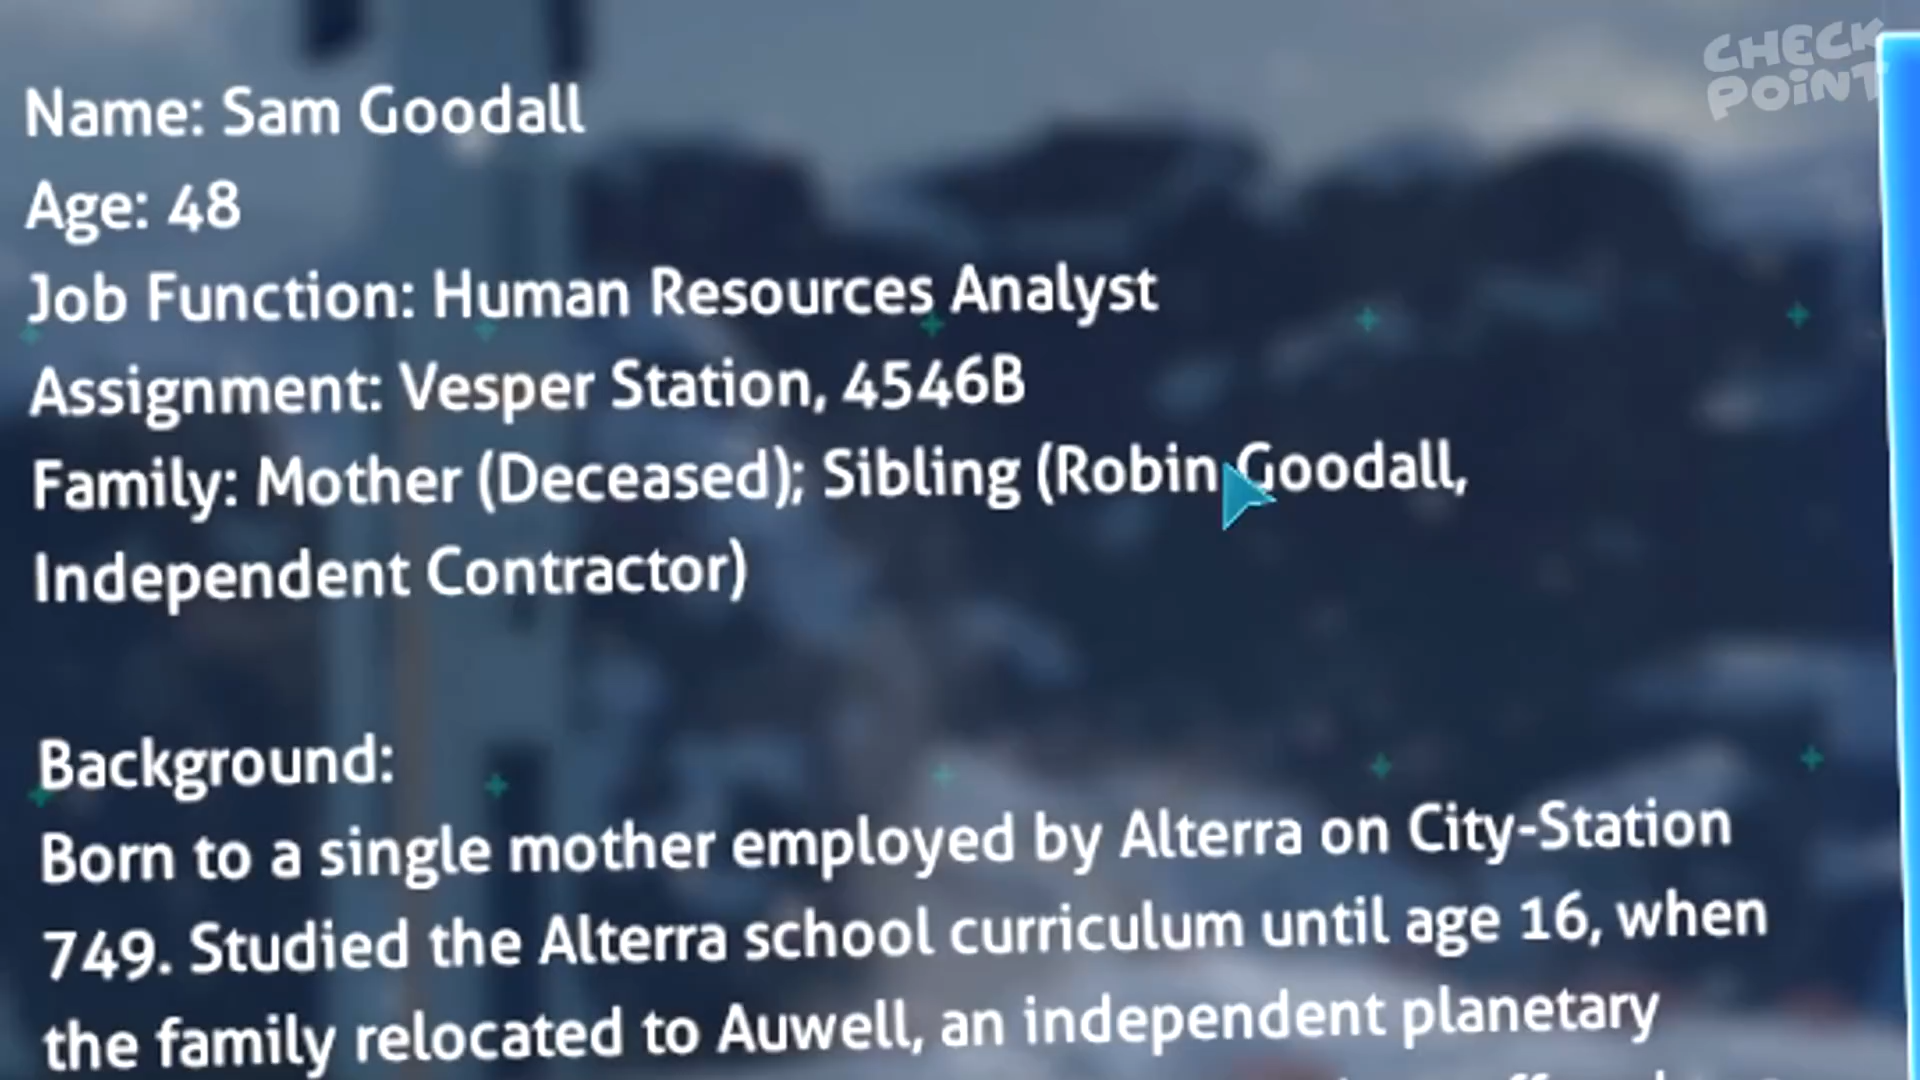 CHECK
POINT
Name: Sam Goodall
Age: 48
Job Function: Human Resources Analyst
Assignment: Vesper Station, 4546B
Family: Mother (Deceased); Sibling (Robin Goodall,
Independent Contractor)
Background:
Born to a single mother employed by Alterra on City-Station
749. Studied the Alterra school curriculum until age 16, when
the family relocated to Auwell, an independent planetary